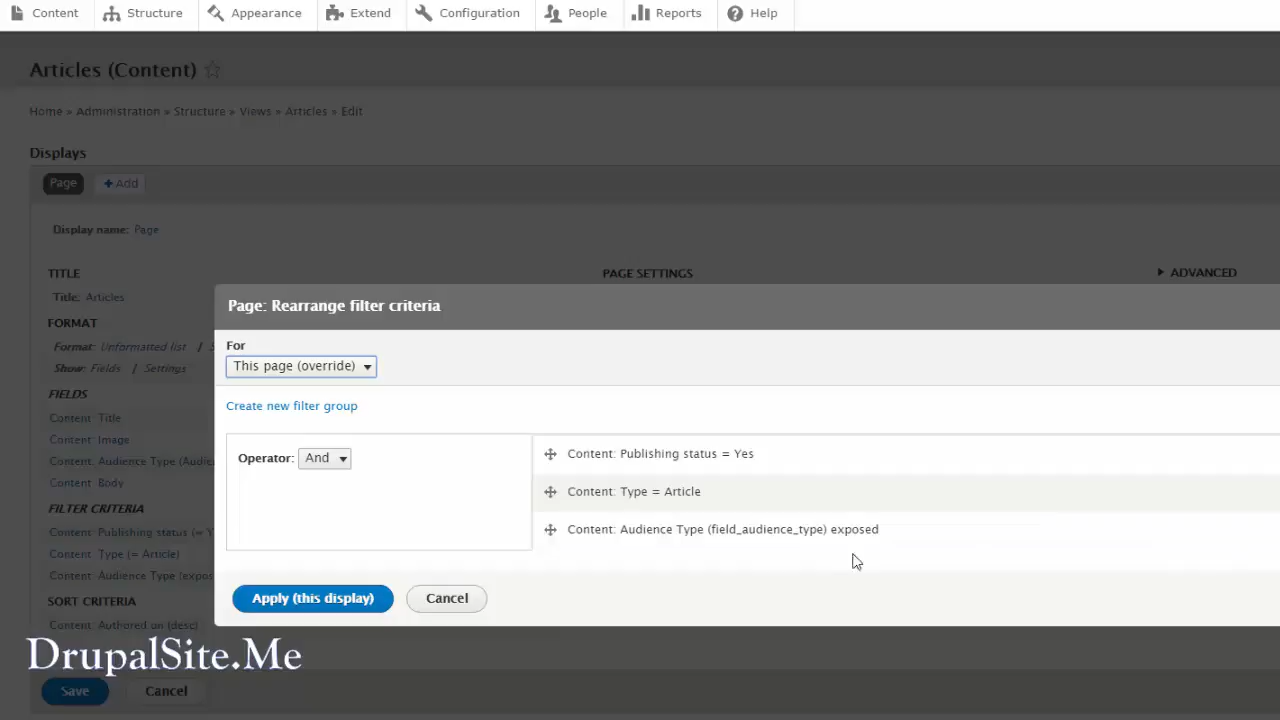 Content Structure Appearance Extend Configuration People Reports Help
Articles (Content)
Home » Administration » Structure » Views » Articles » Edit
Displays
Page + Add
Display name: Page
TITLE PAGE SETTINGS ADVANCED
Title: Articles
FORMAT
Format: Unformatted list | S
Show: Fields | Settings
FIELDS
Content: Title
Content: Image
Content: Audience Type (Audie
Content: Body
FILTER CRITERIA
Content: Publishing status (= Y
Content: Type (= Article)
Content: Audience Type (expos
SORT CRITERIA
Content: Authored on (desc)
Page: Rearrange filter criteria
For
This page (override)
Create new filter group
Operator: And
Content: Publishing status = Yes
Content: Type = Article
Content: Audience Type (field_audience_type) exposed
Apply (this display) Cancel
DrupalSite.Me
Save Cancel